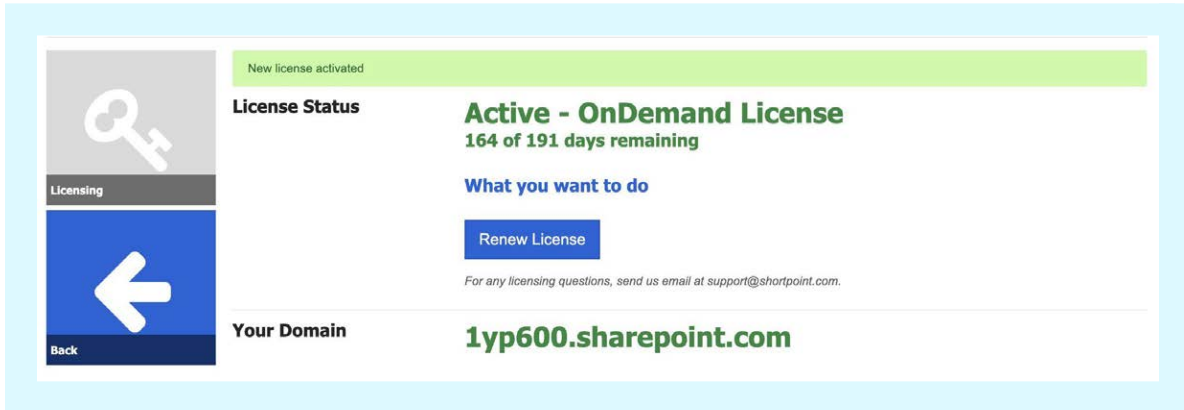 New license activated
License Status
Active - OnDemand License
164 of 191 days remaining
Licensing
What you want to do
Renew License
For any licensing questions, send us email at support@shortpoint.com.
Your Domain
1yp600.sharepoint.com
Back